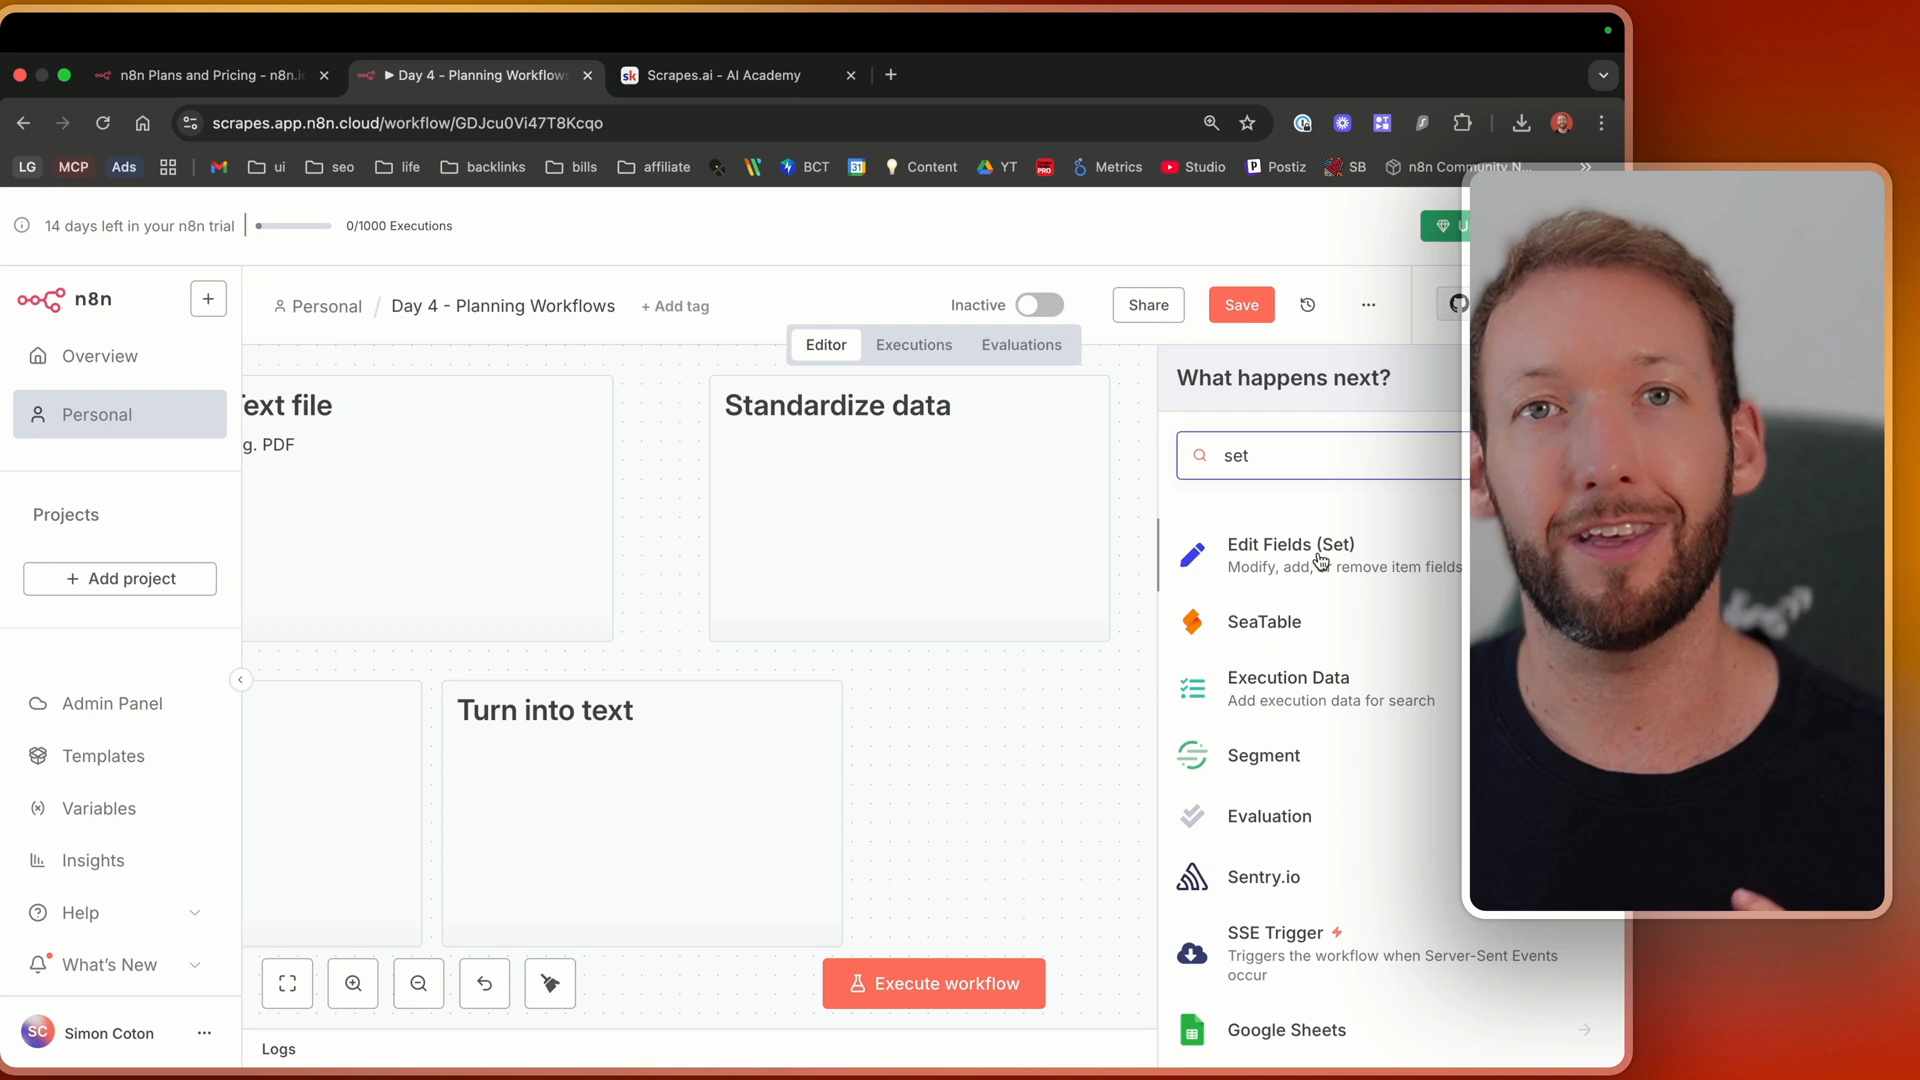 n8n Plans and Pricing - n8n.i
▶ Day 4 - Planning Workflow
sk Scrapes.ai - AI Academy
scrapes.app.n8n.cloud/workflow/GDJcu0Vi47T8Kcqo
LG MCP Ads ui seo life backlinks bills affiliate BCT 31 Content YT PRO Metrics Studio Postiz SB n8n Community N...
14 days left in your n8n trial 0/1000 Executions U
n8n
Personal / Day 4 - Planning Workflows + Add tag Inactive Share Save
Editor Executions Evaluations
Overview
Personal
Projects
+ Add project
Admin Panel
Templates
Variables
Insights
Help
What's New
SC Simon Coton
Text file
g. PDF
Standardize data
Turn into text
Execute workflow
Logs
What happens next?
set
Edit Fields (Set)
Modify, add, or remove item fields
SeaTable
Execution Data
Add execution data for search
Segment
Evaluation
Sentry.io
SSE Trigger
Triggers the workflow when Server-Sent Events
occur
Google Sheets